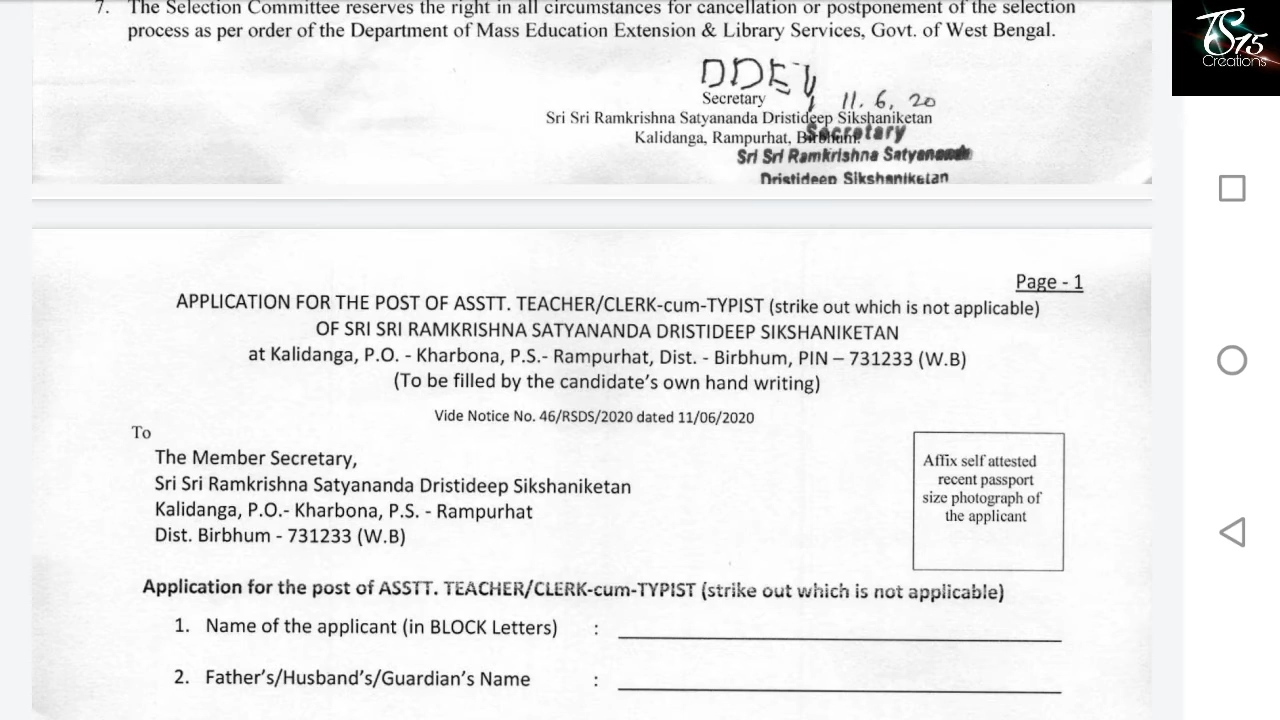 7. The Selection Committee reserves the right in all circumstances for cancellation or postponement of the selection
process as per order of the Department of Mass Education Extension & Library Services, Govt. of West Bengal.
TS15
Creations
Secretary
11.6.20
Sri Sri Ramkrishna Satyananda Dristideep Sikshaniketan
Kalidanga, Rampurhat, Birbhum.
Secretary
Sri Sri Ramkrishna Satyananda
Dristideep Sikshaniketan
Page - 1
APPLICATION FOR THE POST OF ASSTT. TEACHER/CLERK-cum-TYPIST (strike out which is not applicable)
OF SRI SRI RAMKRISHNA SATYANANDA DRISTIDEEP SIKSHANIKETAN
at Kalidanga, P.O. - Kharbona, P.S.- Rampurhat, Dist. - Birbhum, PIN – 731233 (W.B)
(To be filled by the candidate's own hand writing)
Vide Notice No. 46/RSDS/2020 dated 11/06/2020
To
The Member Secretary,
Sri Sri Ramkrishna Satyananda Dristideep Sikshaniketan
Kalidanga, P.O.- Kharbona, P.S. - Rampurhat
Dist. Birbhum - 731233 (W.B)
Affix self attested
recent passport
size photograph of
the applicant
Application for the post of ASSTT. TEACHER/CLERK-cum-TYPIST (strike out which is not applicable)
1. Name of the applicant (in BLOCK Letters) :
2. Father's/Husband's/Guardian's Name :